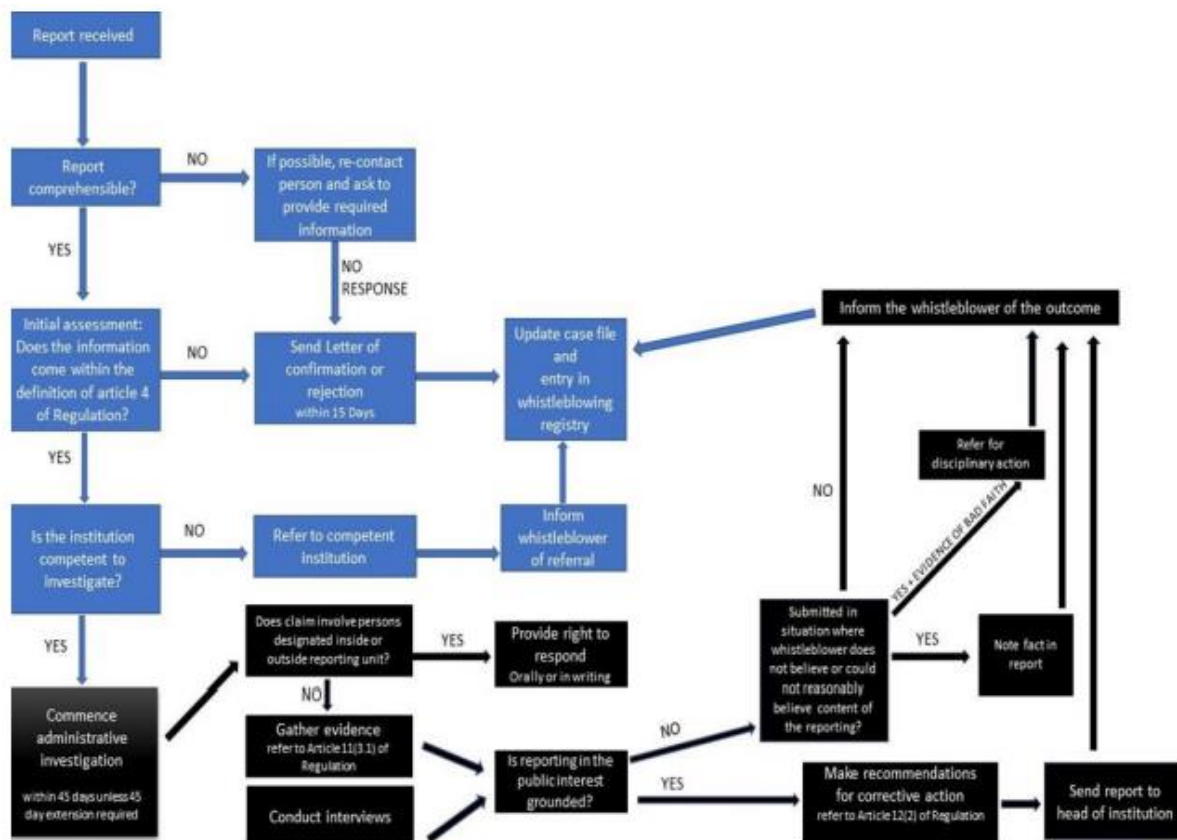 Report received
Report
comprehensible?
NO
If possible, re-contact
person and ask to
provide required
information
YES
NO
RESPONSE
Initial assessment:
Does the information
come within the
definition of article 4
of Regulation?
NO
Send Letter of
confirmation or
rejection
within 15 Days
Update case file
and
entry in
whistleblowing
registry
Inform the whistleblower of the outcome
YES
Refer for
disciplinary action
NO
YES + EVIDENCE OF BAD FAITH
Is the institution
competent to
investigate?
NO
Refer to competent
institution
Inform
whistleblower
of referral
YES
Does claim involve persons
designated inside or
outside reporting unit?
YES
Provide right to
respond
Orally or in writing
Submitted in
situation where
whistleblower does
not believe or could
not reasonably
believe content of
the reporting?
YES
Note fact in
report
NO
Commence
administrative
investigation
within 45 days unless 45
day extension required
Gather evidence
refer to Article 11(3.1) of
Regulation
Conduct interviews
Is reporting in the
public interest
grounded?
NO
YES
Make recommendations
for corrective action
refer to Article 12(2) of Regulation
Send report to
head of institution